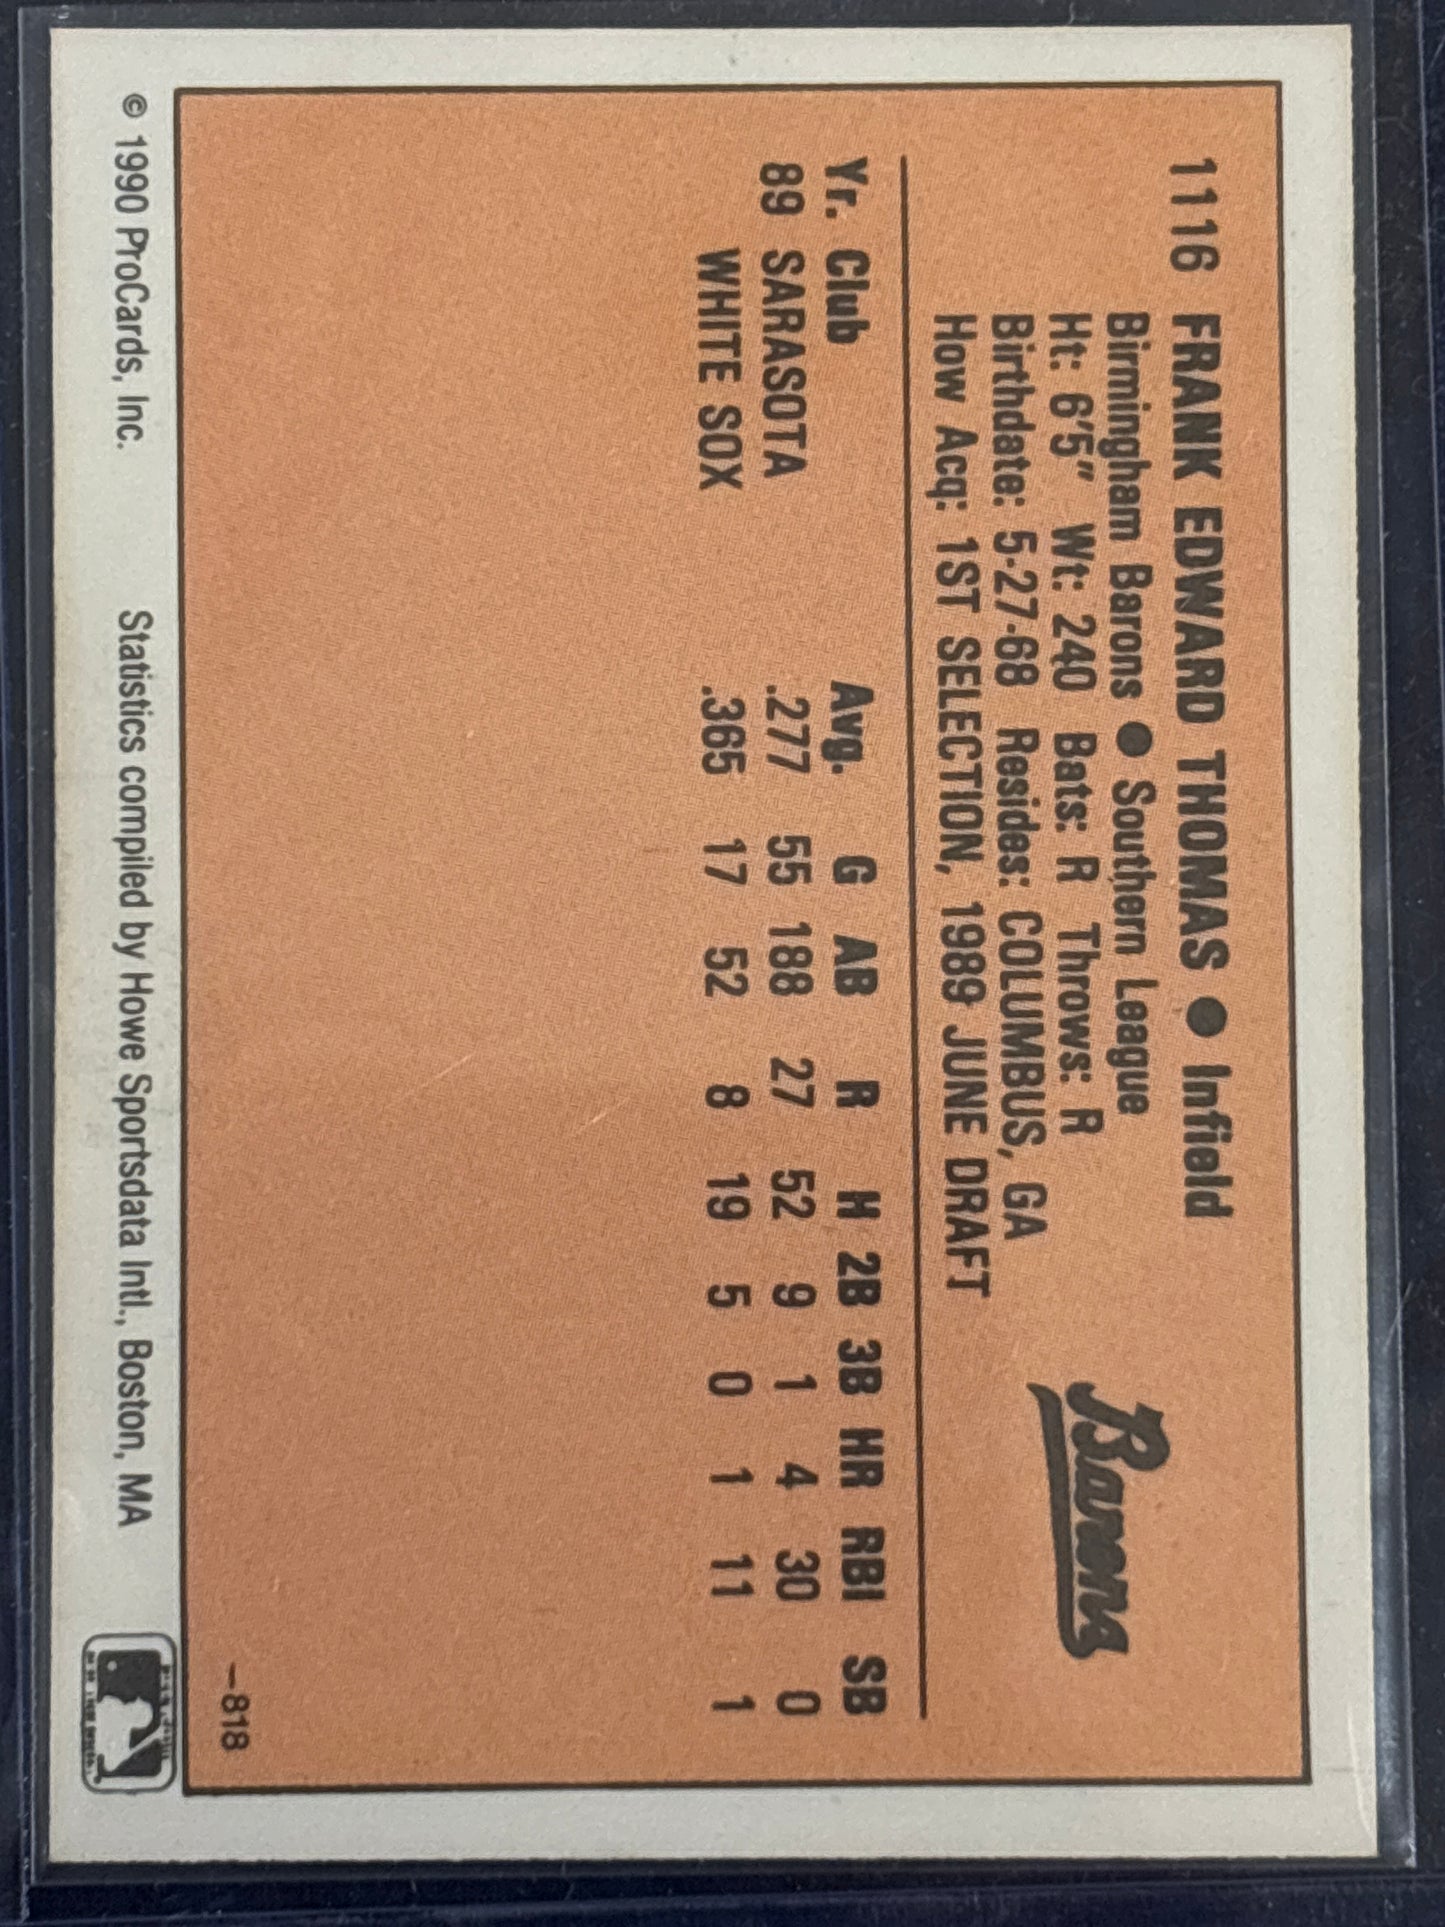 1116 FRANK EDWARD THOMAS ● Infield
Birmingham Barons ● Southern League
Ht: 6'5" Wt: 240 Bats: R Throws: R
Birthdate: 5-27-68 Resides: COLUMBUS, GA
How Acq: 1ST SELECTION, 1989 JUNE DRAFT
Barons
Yr. Club Avg. G AB R H 2B 3B HR RBI SB
89 SARASOTA .277 55 188 27 52 9 1 4 30 0
WHITE SOX .365 17 52 8 19 5 0 1 11 1
–818
© 1990 ProCards, Inc. Statistics compiled by Howe Sportsdata Intl., Boston, MA